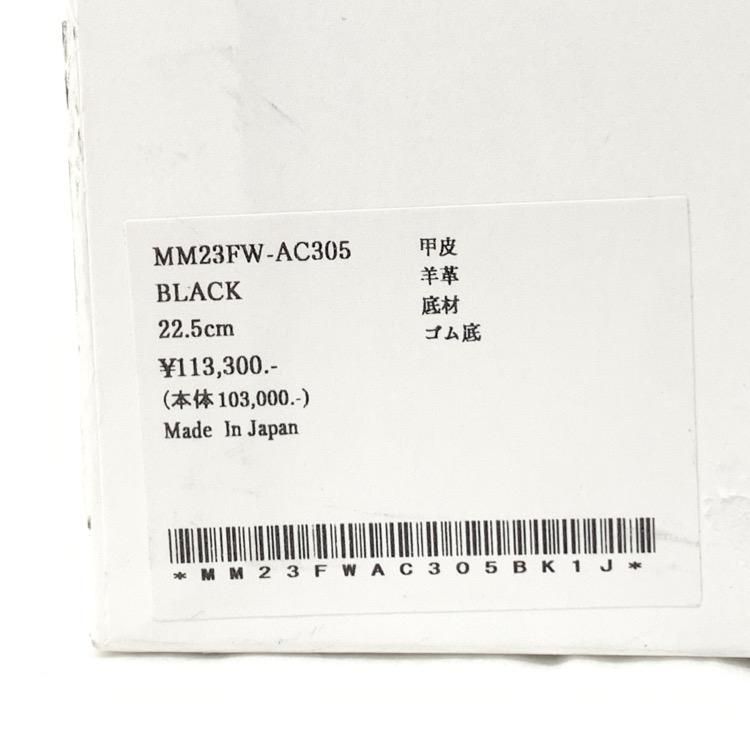 MM23FW-AC305
BLACK
22.5cm
¥113,300.-
(本体103,000.-)
Made In Japan
甲皮
羊革
底材
ゴム底
*MM23FWAC305BK1J*